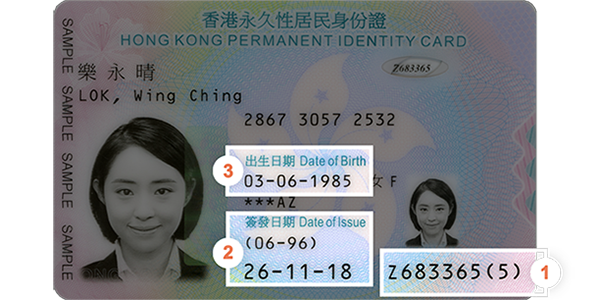 香港永久性居民身份證
HONG KONG PERMANENT IDENTITY CARD
SAMPLE SAMPLE SAMPLE SAMPLE
樂永晴
LOK, Wing Ching
Z683365
2867 3057 2532
3
出生日期 Date of Birth
03-06-1985 女 F
***AZ
2
簽發日期 Date of Issue
(06-96)
26-11-18
Z683365(5)
1